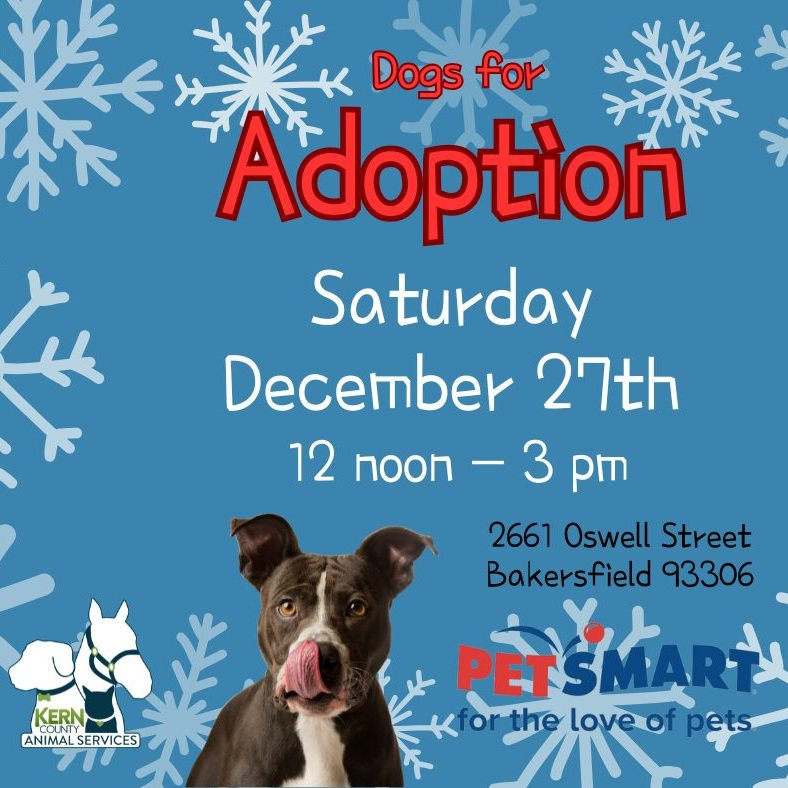 Dogs for
Adoption
Saturday
December 27th
12 noon – 3 pm
2661 Oswell Street
Bakersfield 93306
PETSMART
for the love of pets
KERN
COUNTY
ANIMAL SERVICES